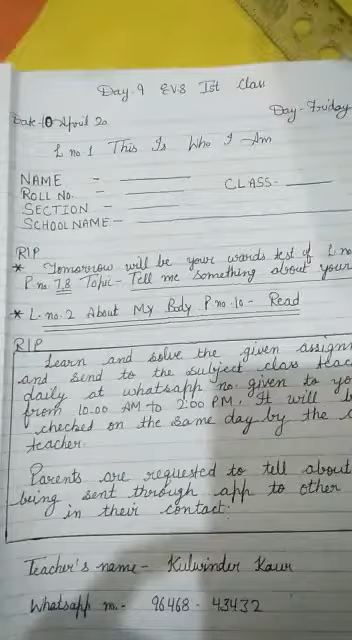 Day-9 EVS Ist Class
Date-10 April 20 Day-Friday
L no 1 This Is Who I Am
NAME -
CLASS-
ROLL NO. -
SECTION -
SCHOOL NAME -
RIP
* Tomorrow will be your wards test of L.no
P no. 7,8 Topic- Tell me something about your
* L.no.2 About My Body P no.10- Read
RIP
Learn and solve the given assign
and send to the subject class teac
daily at whatsapp no. given to yo
from 10.00 AM to 2:00 PM. It will b
checked on the same day by the c
teacher.
Parents are requested to tell about
being sent through app to other
in their contact.
Teacher's name- Kulwinder Kaur
Whatsapp no.- 96468-43432